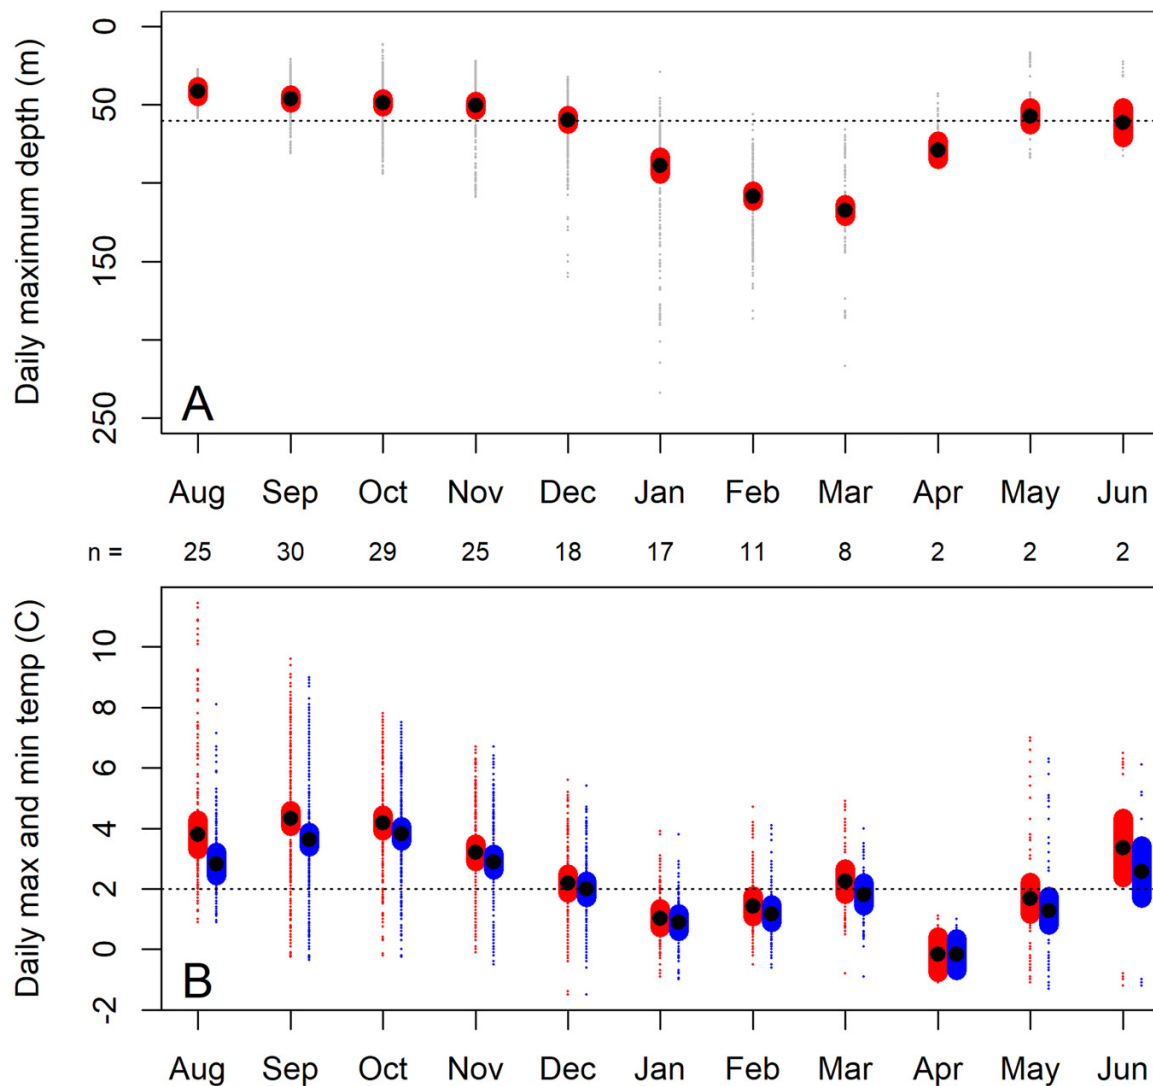 Daily maximum depth (m)
0
50
150
250
A
Aug Sep Oct Nov Dec Jan Feb Mar Apr May Jun
n = 25 30 29 25 18 17 11 8 2 2 2
Daily max and min temp (C)
10
8
6
4
2
0
-2
B
Aug Sep Oct Nov Dec Jan Feb Mar Apr May Jun